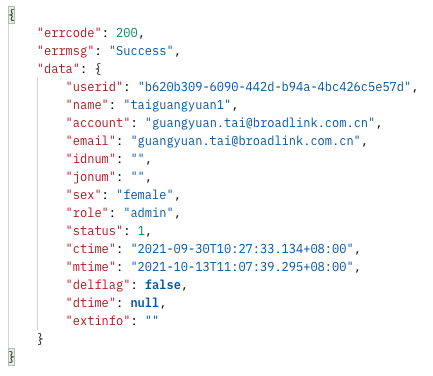 {
    "errcode": 200,
    "errmsg": "Success",
    "data": {
        "userid": "b620b309-6090-442d-b94a-4bc426c5e57d",
        "name": "taiguangyuan1",
        "account": "guangyuan.tai@broadlink.com.cn",
        "email": "guangyuan.tai@broadlink.com.cn",
        "idnum": "",
        "jonum": "",
        "sex": "female",
        "role": "admin",
        "status": 1,
        "ctime": "2021-09-30T10:27:33.134+08:00",
        "mtime": "2021-10-13T11:07:39.295+08:00",
        "delflag": false,
        "dtime": null,
        "extinfo": ""
    }
}